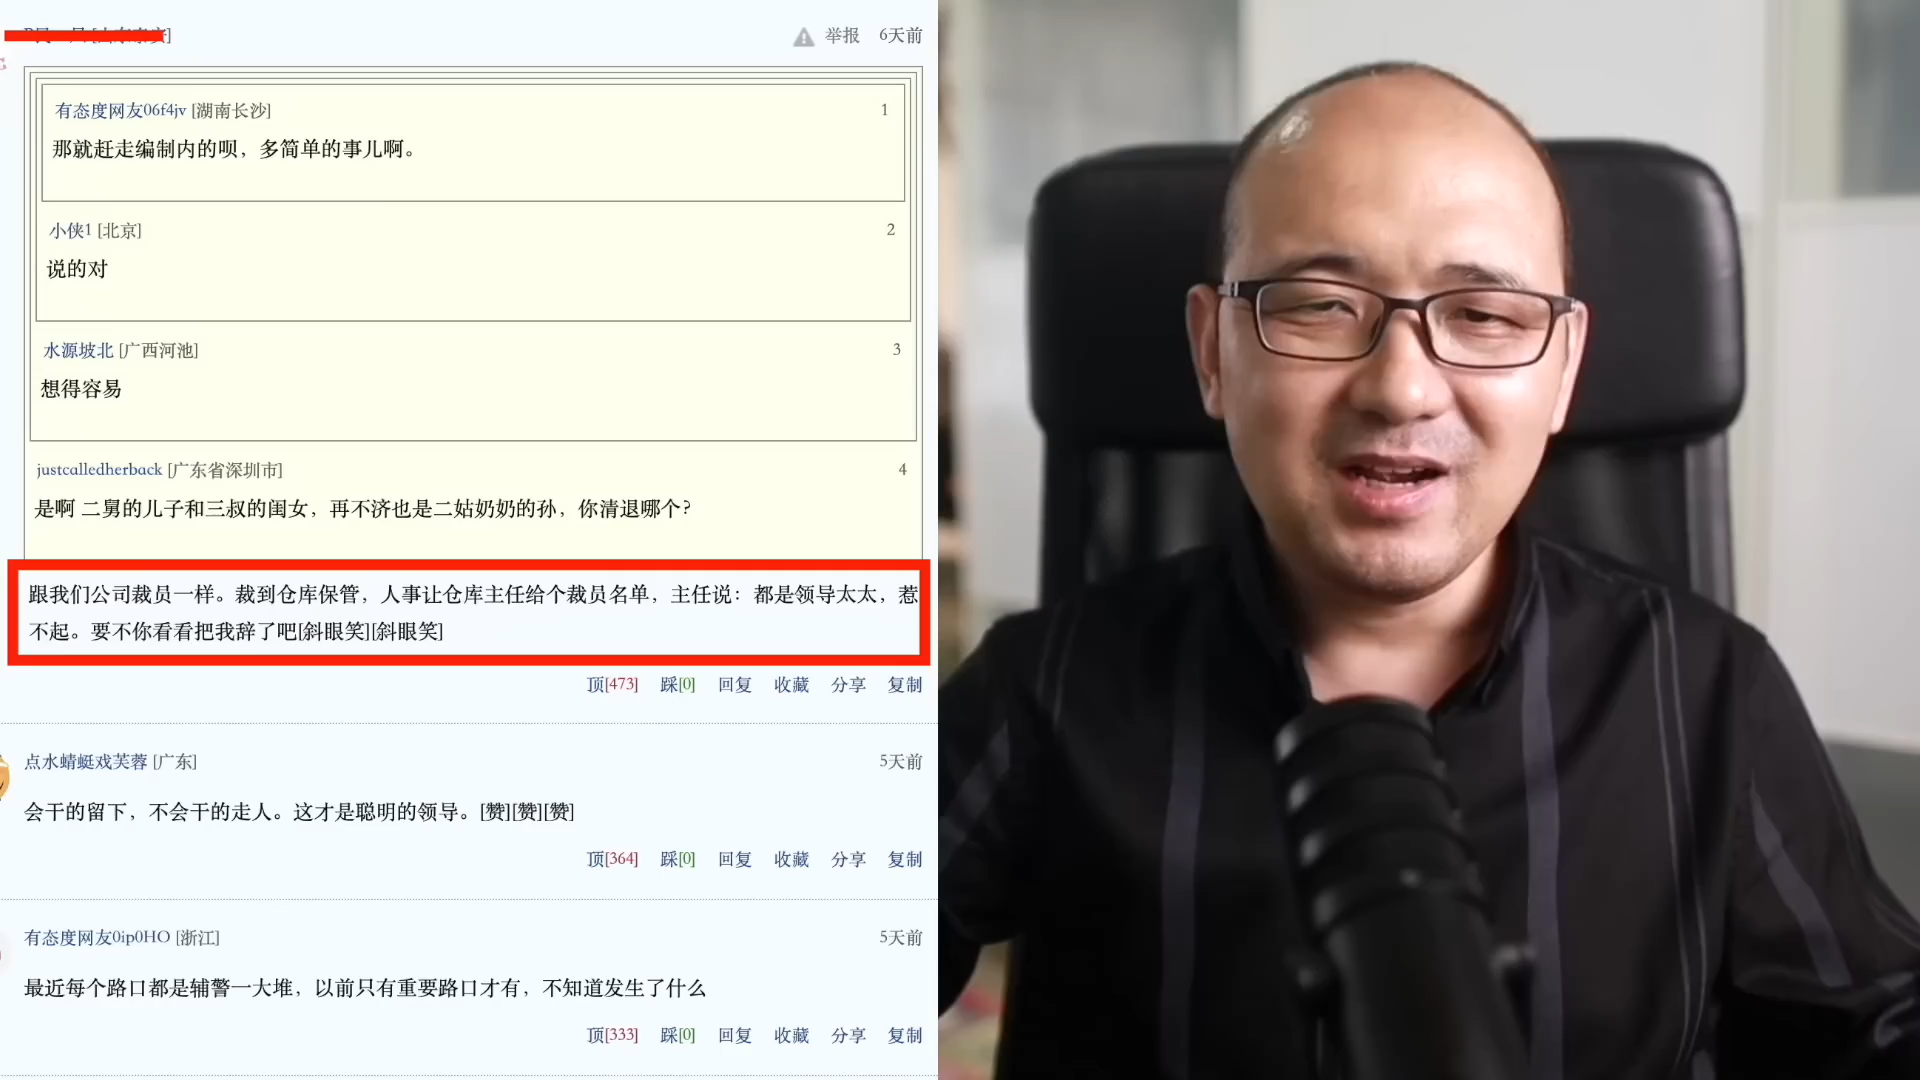 举报 6天前
有态度网友06f4jv [湖南长沙] 1
那就赶走编制内的呗，多简单的事儿啊。
小侠1 [北京] 2
说的对
水源坡北 [广西河池] 3
想得容易
justcalledherback [广东省深圳市] 4
是啊 二舅的儿子和三叔的闺女，再不济也是二姑奶奶的孙，你清退哪个？
跟我们公司裁员一样。裁到仓库保管，人事让仓库主任给个裁员名单，主任说：都是领导太太，惹
不起。要不你看看把我辞了吧[斜眼笑][斜眼笑]
顶[473] 踩[0] 回复 收藏 分享 复制
点水蜻蜓戏芙蓉 [广东] 5天前
会干的留下，不会干的走人。这才是聪明的领导。[赞][赞][赞]
顶[364] 踩[0] 回复 收藏 分享 复制
有态度网友0ip0HO [浙江] 5天前
最近每个路口都是辅警一大堆，以前只有重要路口才有，不知道发生了什么
顶[333] 踩[0] 回复 收藏 分享 复制